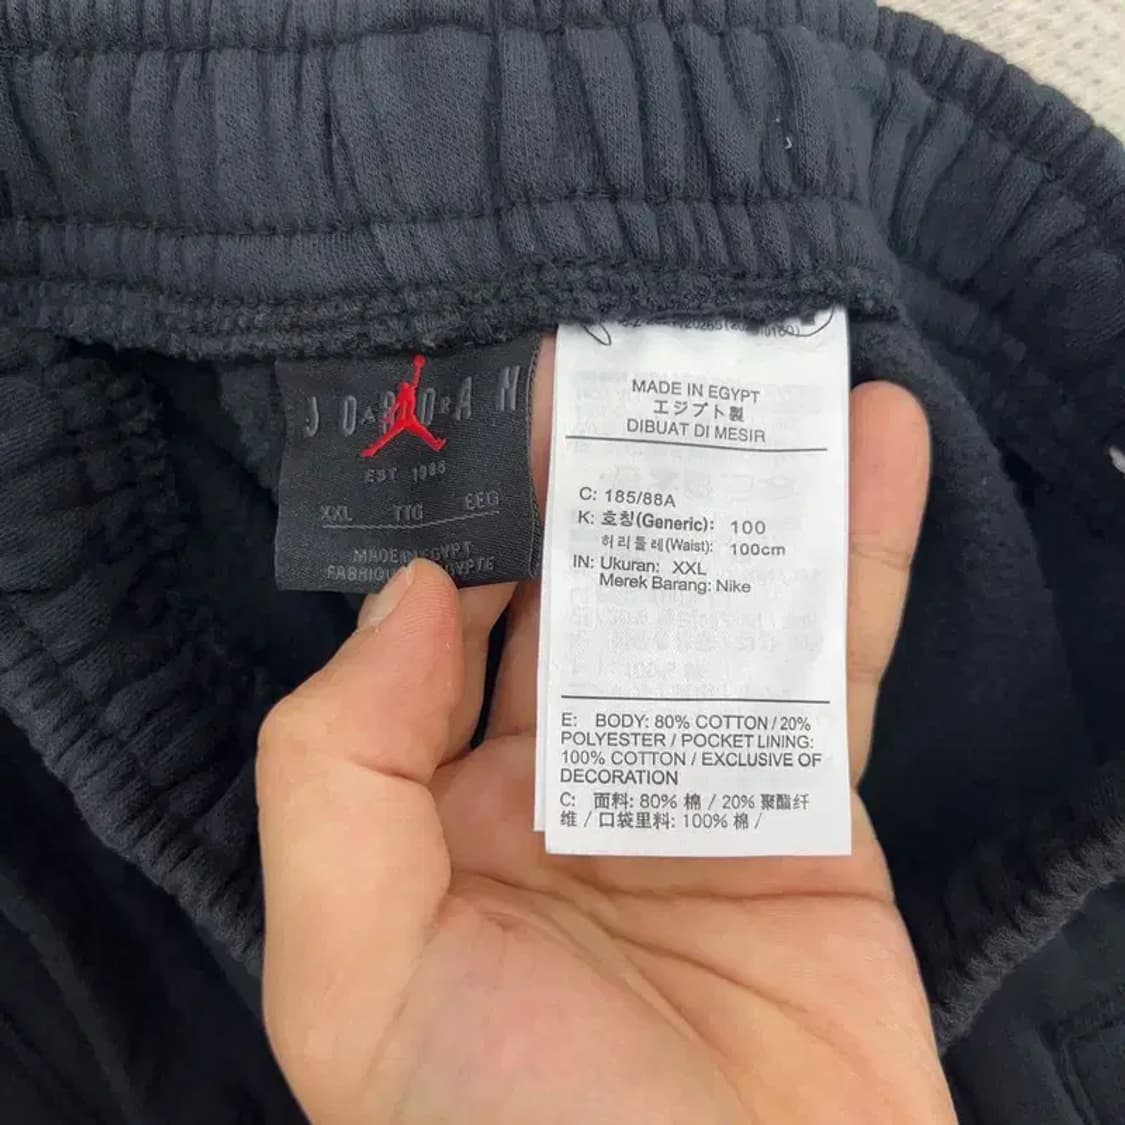 JORDAN
EST 1985
XXL TTG EEG
MADE IN EGYPT
MADE IN EGYPT
エジプト製
DIBUAT DI MESIR
C: 185/88A
K: 호칭(Generic): 100
허리둘레(Waist): 100cm
IN: Ukuran: XXL
Merek Barang: Nike
E: BODY: 80% COTTON / 20%
POLYESTER / POCKET LINING:
100% COTTON / EXCLUSIVE OF
DECORATION
C: 面料: 80% 棉 / 20% 聚酯纤
维 / 口袋里料: 100% 棉 /